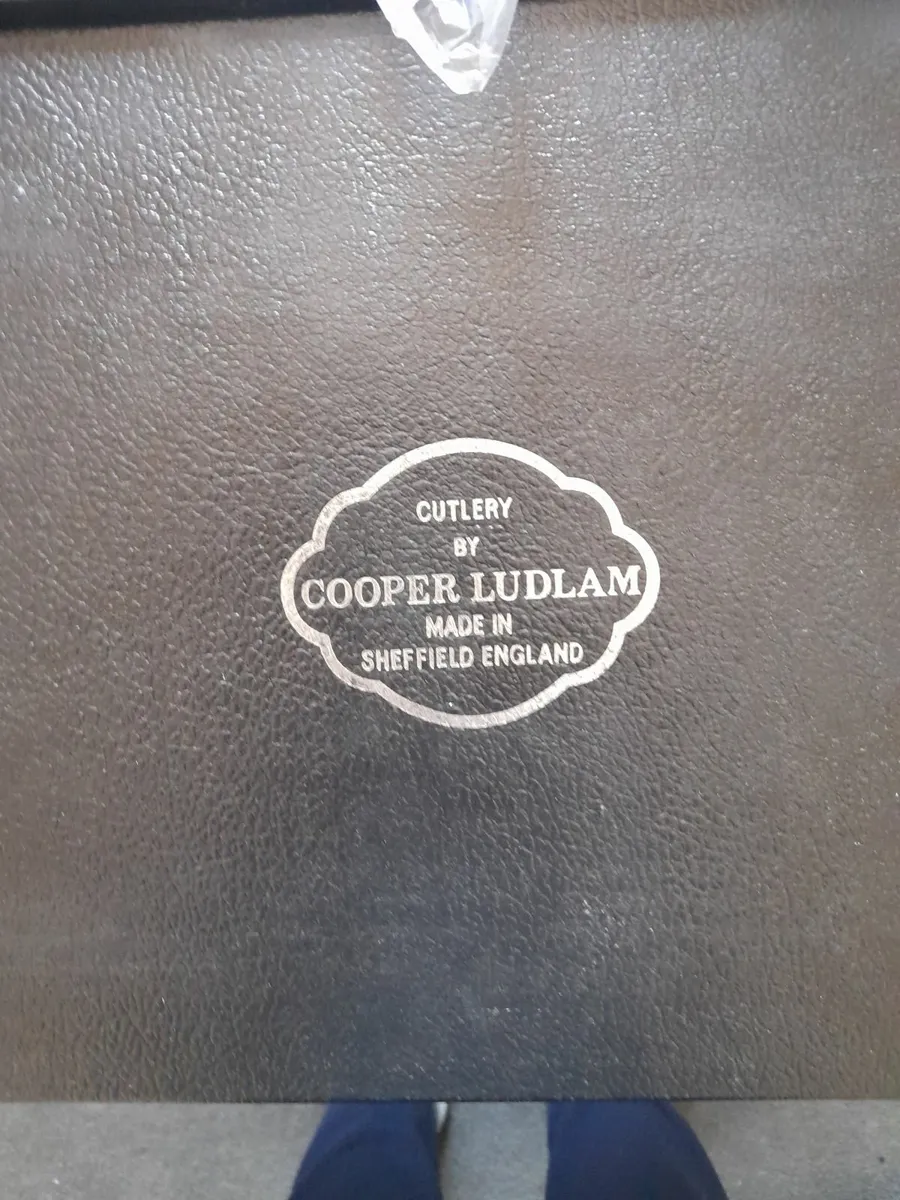 CUTLERY
BY
COOPER LUDLAM
MADE IN
SHEFFIELD ENGLAND